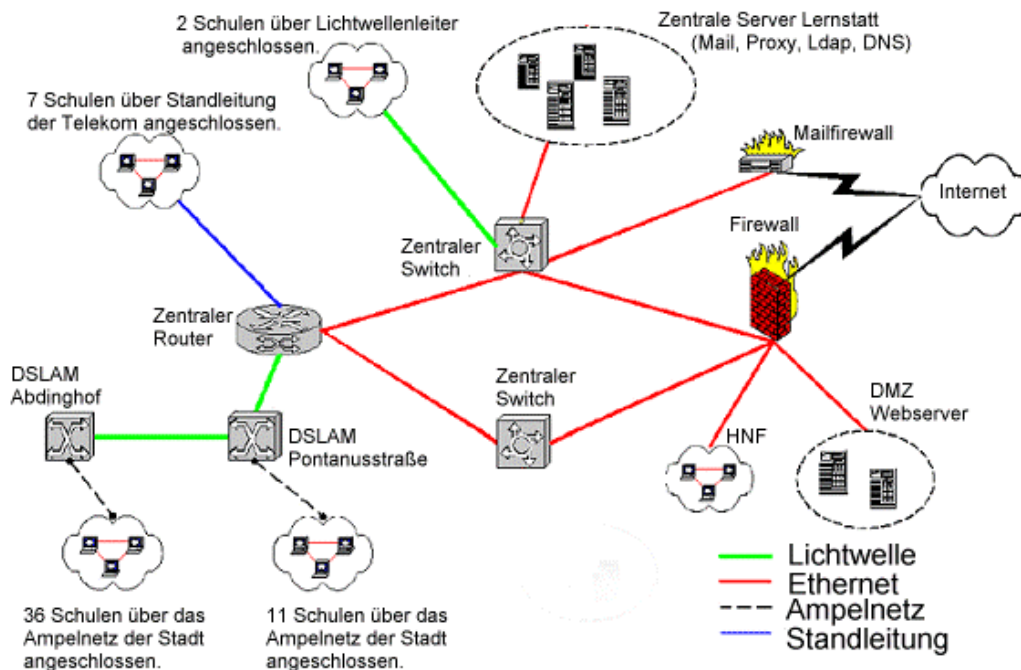 2 Schulen über Lichtwellenleiter
angeschlossen.
Zentrale Server Lernstatt
(Mail, Proxy, Ldap, DNS)
7 Schulen über Standleitung
der Telekom angeschlossen.
Mailfirewall
Internet
Firewall
Zentraler
Switch
Zentraler
Router
DSLAM
Abdinghof
DSLAM
Pontanusstraße
Zentraler
Switch
HNF
DMZ
Webserver
36 Schulen über das
Ampelnetz der Stadt
angeschlossen.
11 Schulen über das
Ampelnetz der Stadt
angeschlossen.
Lichtwelle
Ethernet
Ampelnetz
Standleitung